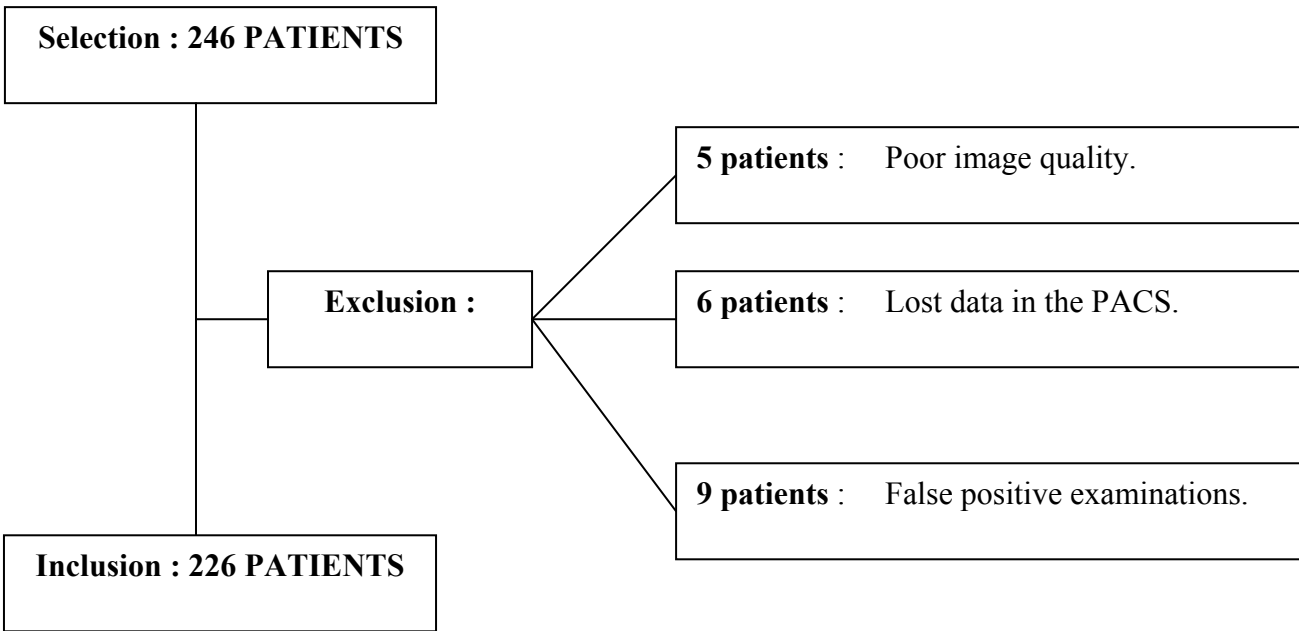 Selection : 246 PATIENTS
5 patients : Poor image quality.
Exclusion :
6 patients : Lost data in the PACS.
9 patients : False positive examinations.
Inclusion : 226 PATIENTS